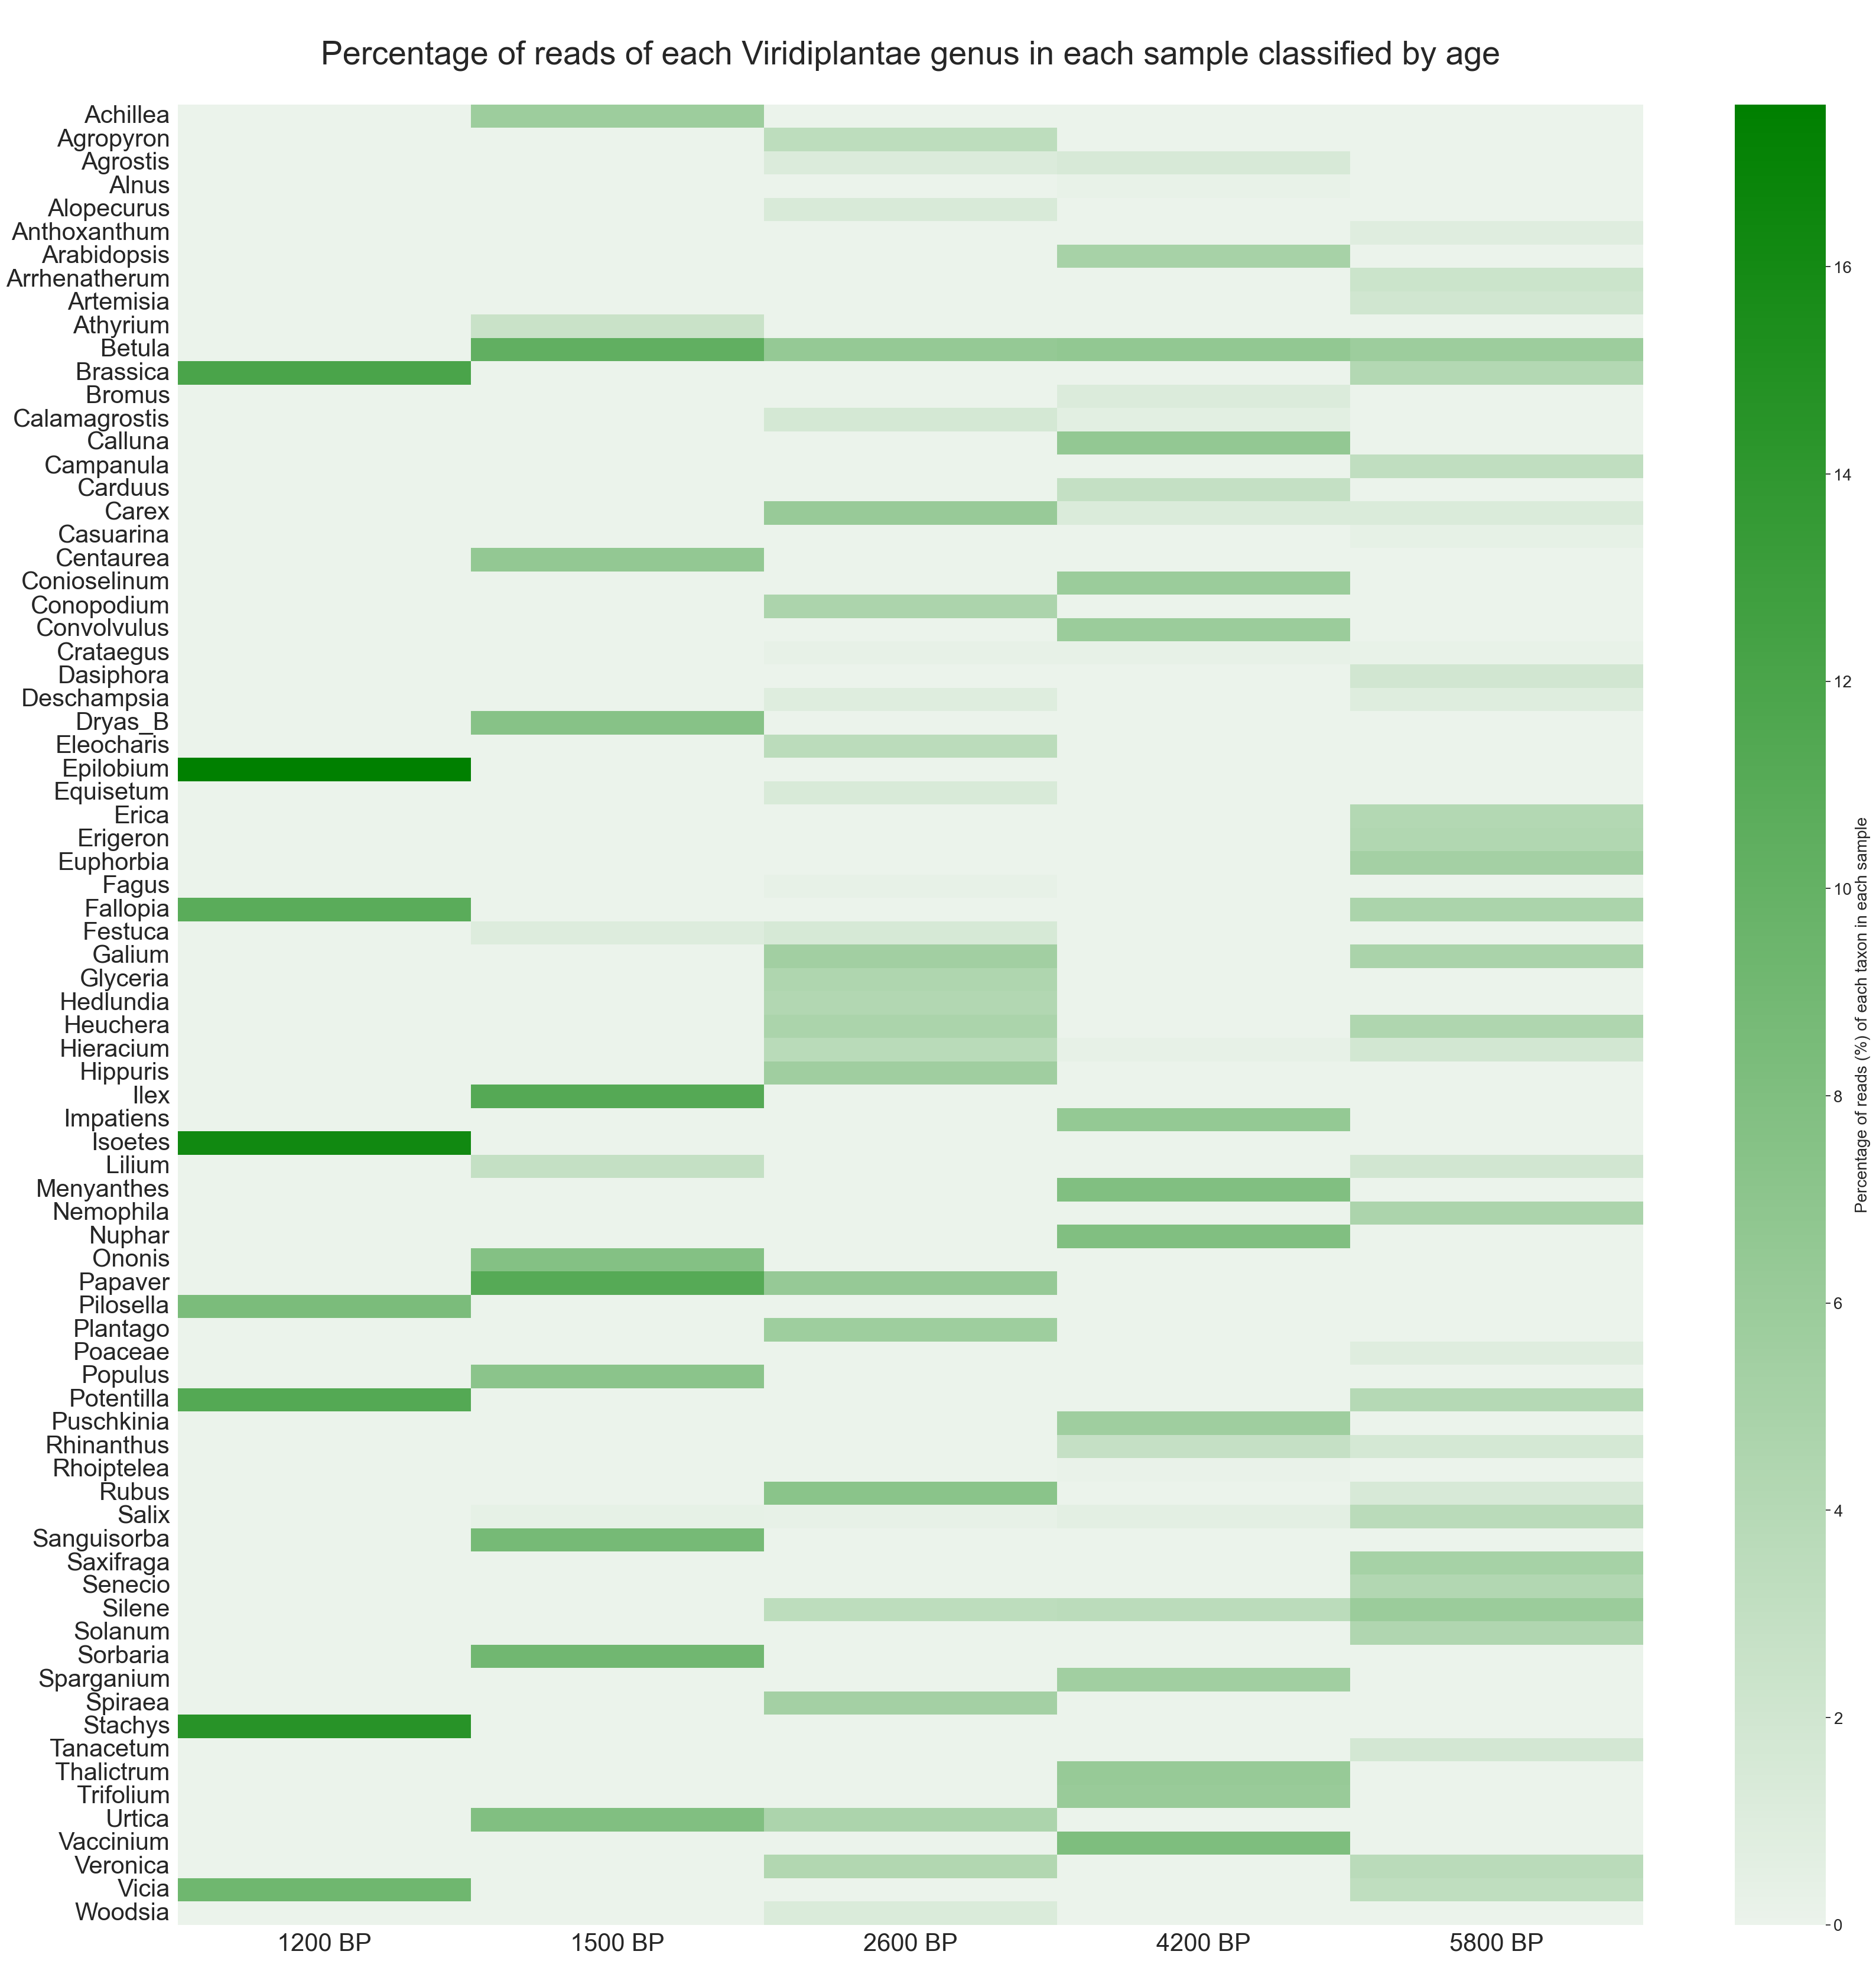 Percentage of reads of each Viridiplantae genus in each sample classified by age
Achillea
Agropyron
Agrostis
Alnus
Alopecurus
Anthoxanthum
Arabidopsis
Arrhenatherum
Artemisia
Athyrium
Betula
Brassica
Bromus
Calamagrostis
Calluna
Campanula
Carduus
Carex
Casuarina
Centaurea
Conioselinum
Conopodium
Convolvulus
Crataegus
Dasiphora
Deschampsia
Dryas_B
Eleocharis
Epilobium
Equisetum
Erica
Erigeron
Euphorbia
Fagus
Fallopia
Festuca
Galium
Glyceria
Hedlundia
Heuchera
Hieracium
Hippuris
Ilex
Impatiens
Isoetes
Lilium
Menyanthes
Nemophila
Nuphar
Ononis
Papaver
Pilosella
Plantago
Poaceae
Populus
Potentilla
Puschkinia
Rhinanthus
Rhoiptelea
Rubus
Salix
Sanguisorba
Saxifraga
Senecio
Silene
Solanum
Sorbaria
Sparganium
Spiraea
Stachys
Tanacetum
Thalictrum
Trifolium
Urtica
Vaccinium
Veronica
Vicia
Woodsia
1200 BP
1500 BP
2600 BP
4200 BP
5800 BP
16
14
12
10
8
6
4
2
0
Percentage of reads (%) of each taxon in each sample